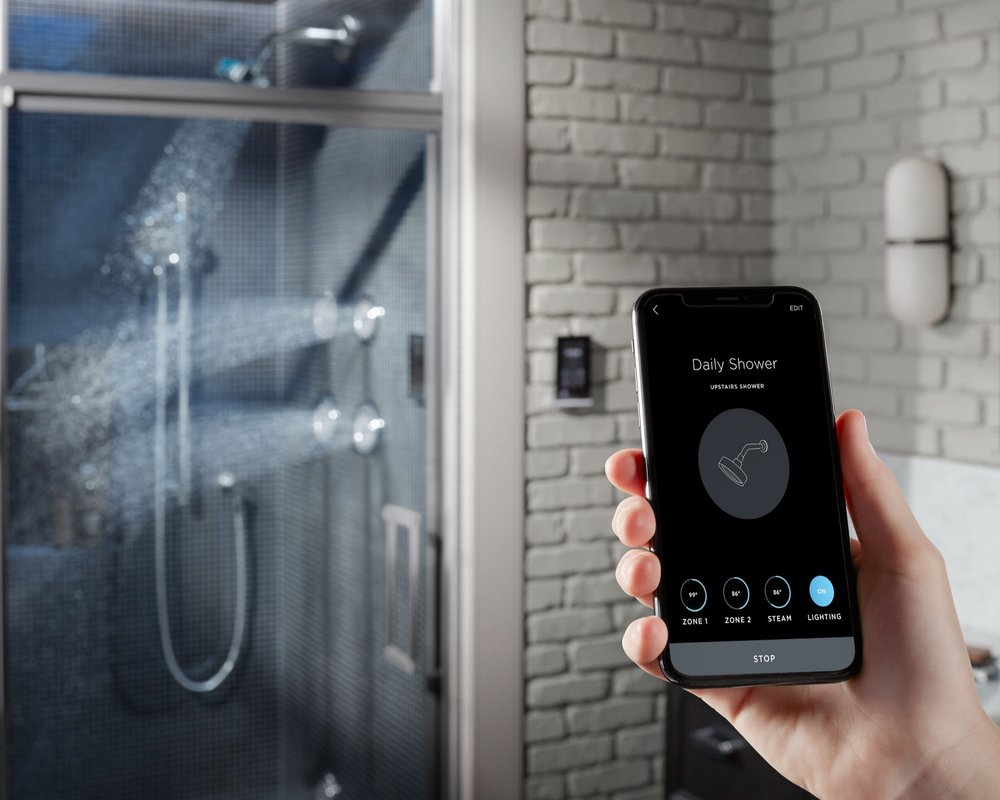 EDIT
Daily Shower
UPSTAIRS SHOWER
99° 86° 86° ON
ZONE 1 ZONE 2 STEAM LIGHTING
STOP